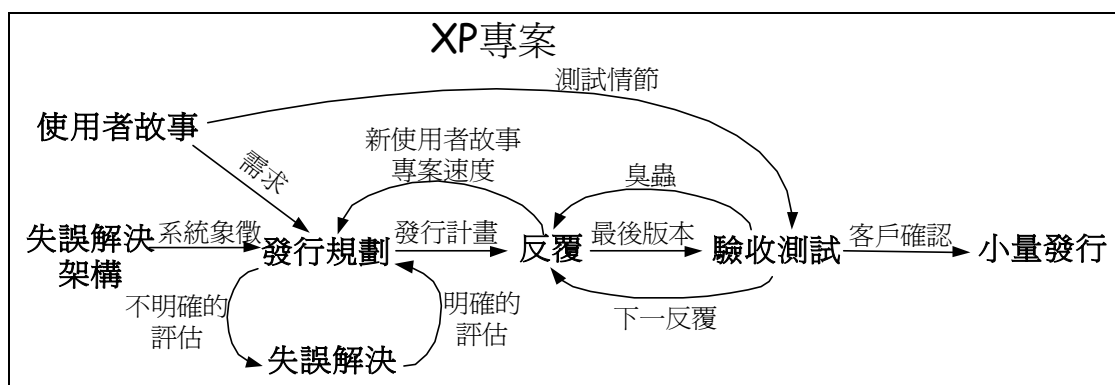 XP專案
測試情節
使用者故事
新使用者故事
專案速度
需求
臭蟲
失誤解決
架構
系統象徵
發行規劃
發行計畫
反覆
最後版本
驗收測試
客戶確認
小量發行
不明確的
評估
明確的
評估
下一反覆
失誤解決